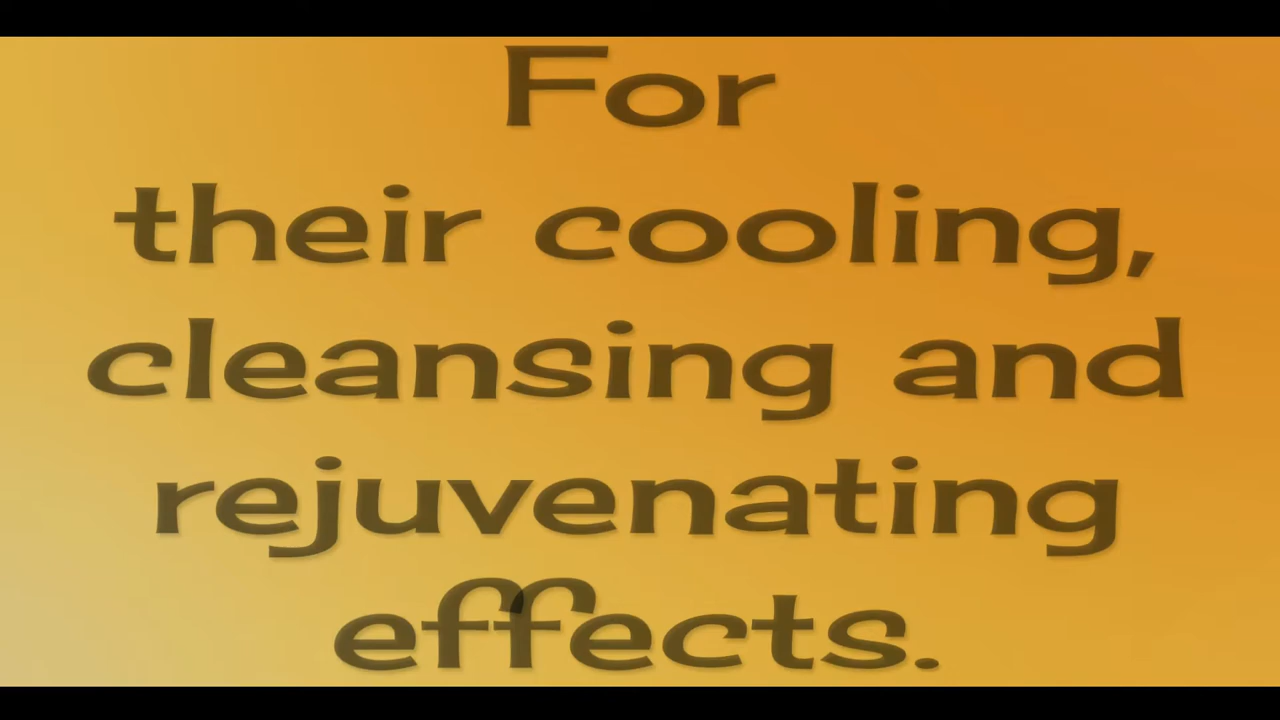 For
their cooling,
cleansing and
rejuvenating
effects.